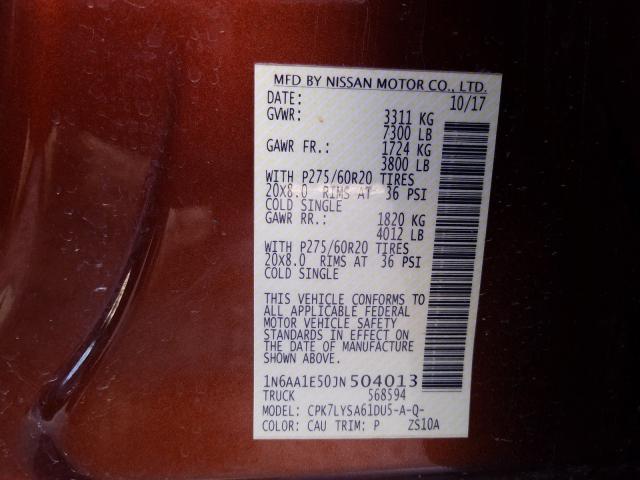 MFD BY NISSAN MOTOR CO., LTD.
DATE: 10/17
GVWR: 3311 KG
7300 LB
GAWR FR.: 1724 KG
3800 LB
WITH P275/60R20 TIRES
20X8.0 RIMS AT 36 PSI
COLD SINGLE
GAWR RR.: 1820 KG
4012 LB
WITH P275/60R20 TIRES
20X8.0 RIMS AT 36 PSI
COLD SINGLE
THIS VEHICLE CONFORMS TO
ALL APPLICABLE FEDERAL
MOTOR VEHICLE SAFETY
STANDARDS IN EFFECT ON
THE DATE OF MANUFACTURE
SHOWN ABOVE.
1N6AA1E50JN504013
TRUCK 568594
MODEL: CPK7LYSA61DU5-A-Q-
COLOR: CAU TRIM: P ZS10A